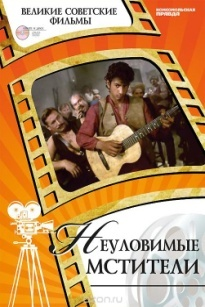 ВЕЛИКИЕ СОВЕТСКИЕ
ФИЛЬМЫ
КОМСОМОЛЬСКАЯ
ПРАВДА
НЕУЛОВИМЫЕ
МСТИТЕЛИ